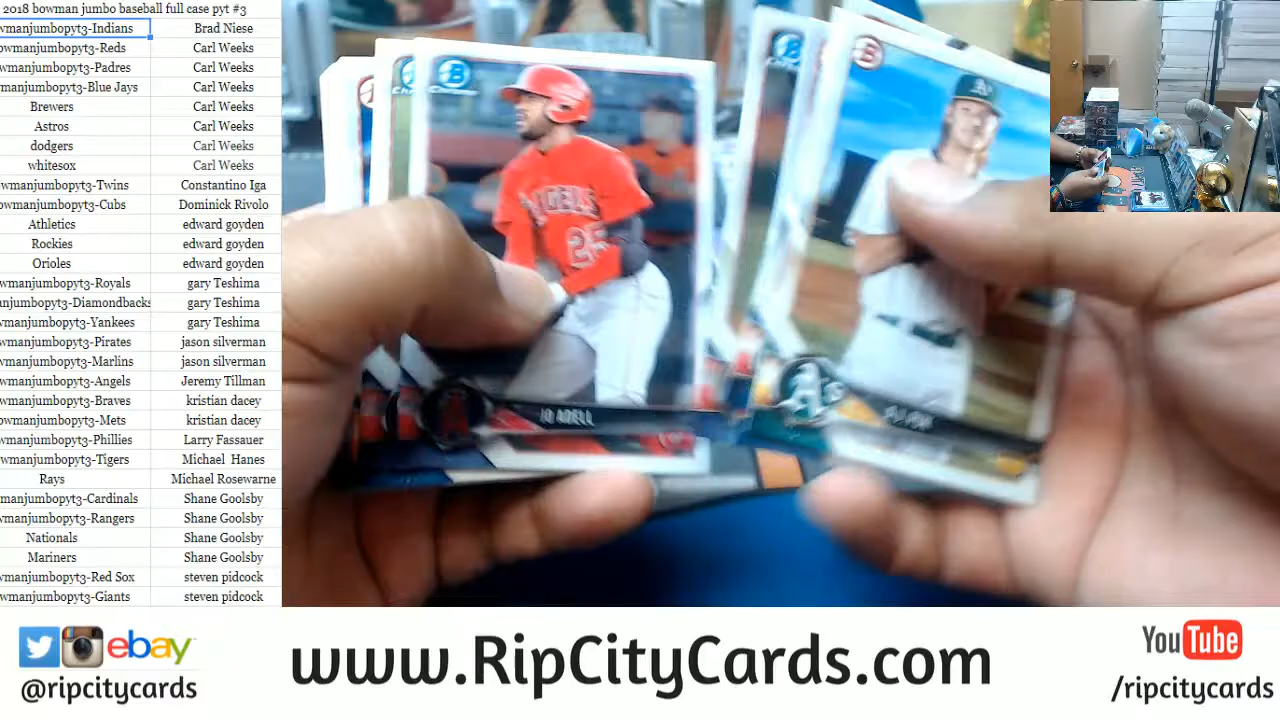 2018 bowman jumbo baseball full case pyt #3
wmanjumbopyt3-Indians Brad Niese
owmanjumbopyt3-Reds Carl Weeks
wmanjumbopyt3-Padres Carl Weeks
manjumbopyt3-Blue Jays Carl Weeks
Brewers Carl Weeks
Astros Carl Weeks
dodgers Carl Weeks
whitesox Carl Weeks
owmanjumbopyt3-Twins Constantino Iga
owmanjumbopyt3-Cubs Dominick Rivolo
Athletics edward goyden
Rockies edward goyden
Orioles edward goyden
wmanjumbopyt3-Royals gary Teshima
anjumbopyt3-Diamondbacks gary Teshima
manjumbopyt3-Yankees gary Teshima
wmanjumbopyt3-Pirates jason silverman
wmanjumbopyt3-Marlins jason silverman
wmanjumbopyt3-Angels Jeremy Tillman
wmanjumbopyt3-Braves kristian dacey
owmanjumbopyt3-Mets kristian dacey
wmanjumbopyt3-Phillies Larry Fassauer
wmanjumbopyt3-Tigers Michael Hanes
Rays Michael Rosewarne
manjumbopyt3-Cardinals Shane Goolsby
wmanjumbopyt3-Rangers Shane Goolsby
Nationals Shane Goolsby
Mariners Shane Goolsby
wmanjumbopyt3-Red Sox steven pidcock
wmanjumbopyt3-Giants steven pidcock
ANGELS
25
JO ADELL
A's
ebay
@ripcitycards
www.RipCityCards.com
YouTube
/ripcitycards